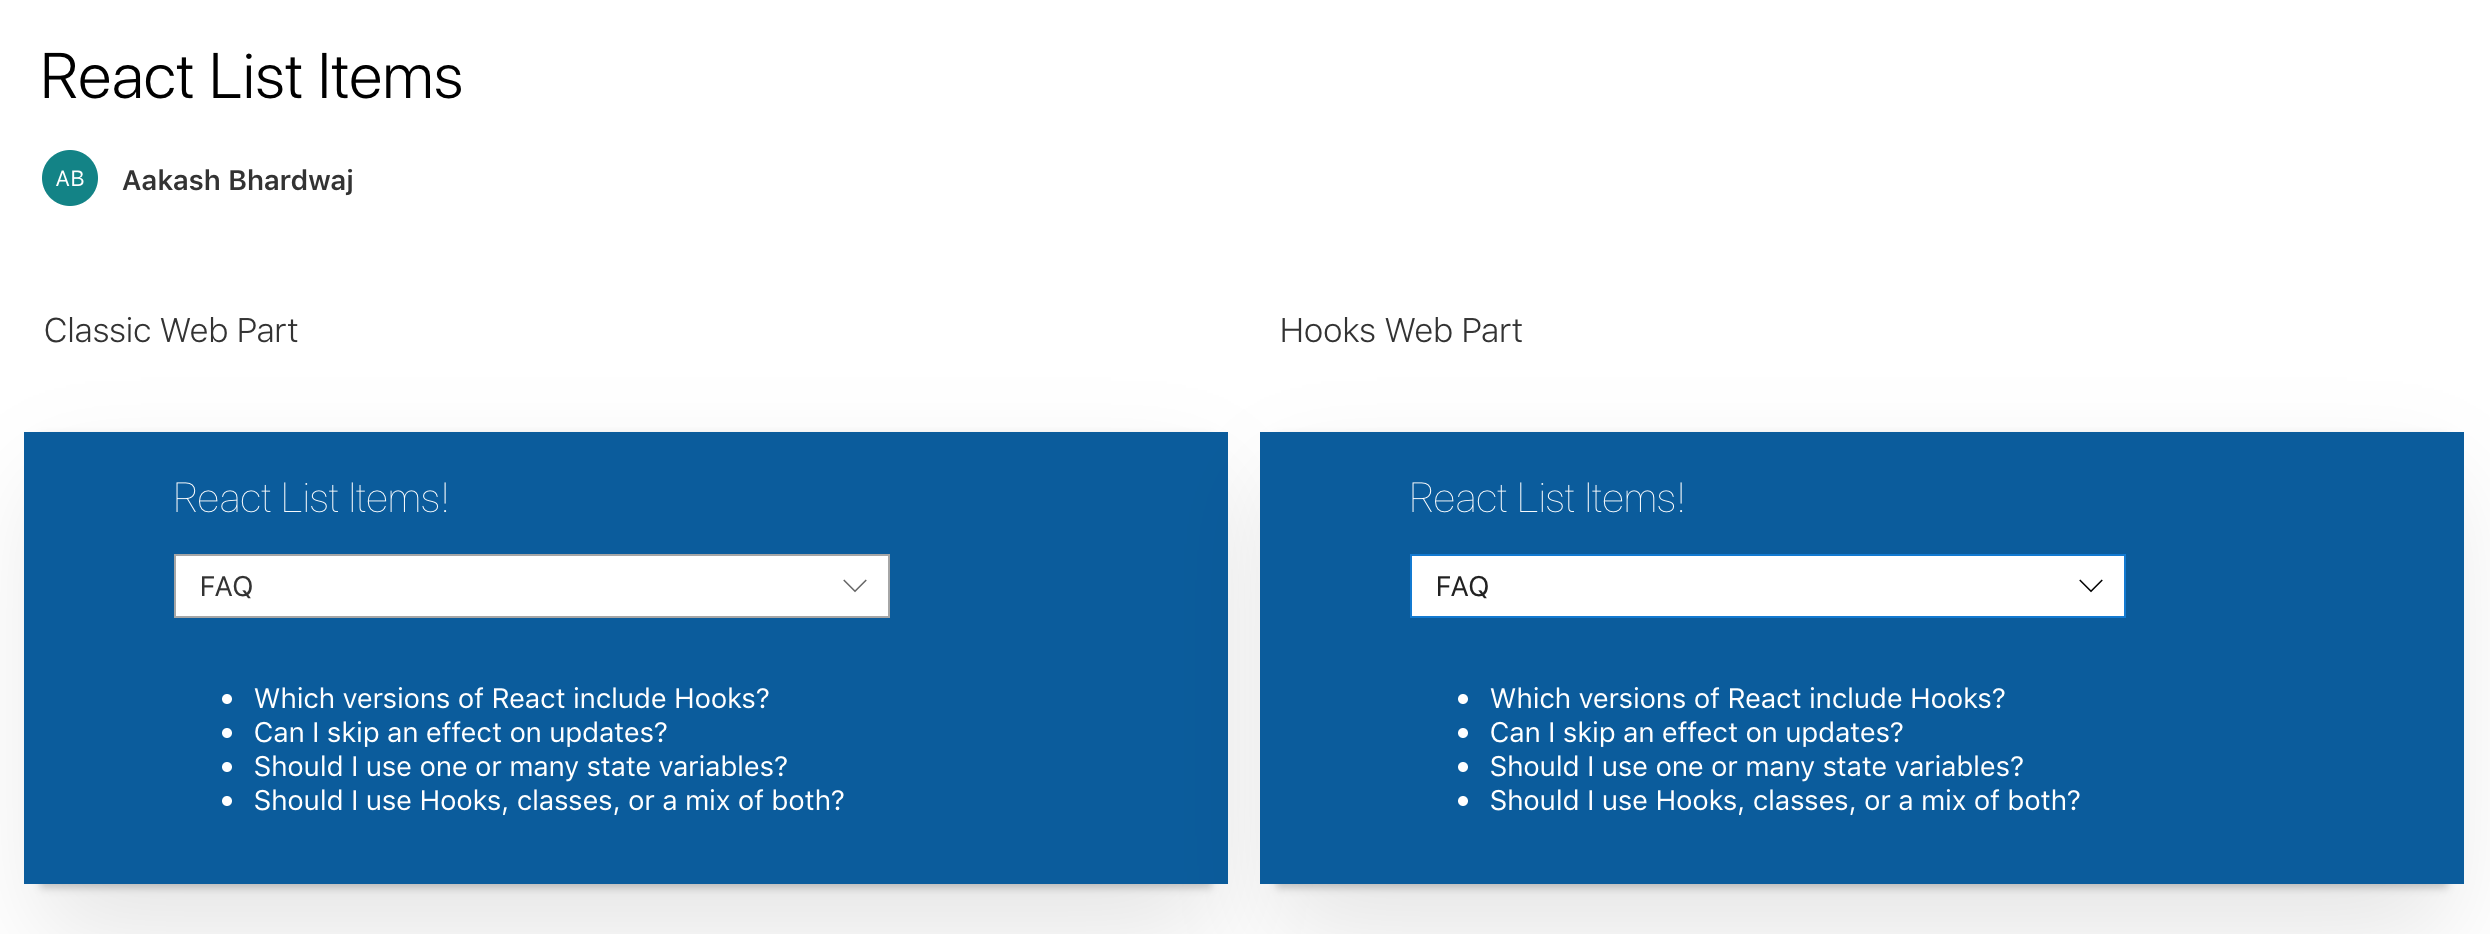 React List Items
AB
Aakash Bhardwaj
Classic Web Part
React List Items!
FAQ
Which versions of React include Hooks?
Can I skip an effect on updates?
Should I use one or many state variables?
Should I use Hooks, classes, or a mix of both?
Hooks Web Part
React List Items!
FAQ
Which versions of React include Hooks?
Can I skip an effect on updates?
Should I use one or many state variables?
Should I use Hooks, classes, or a mix of both?